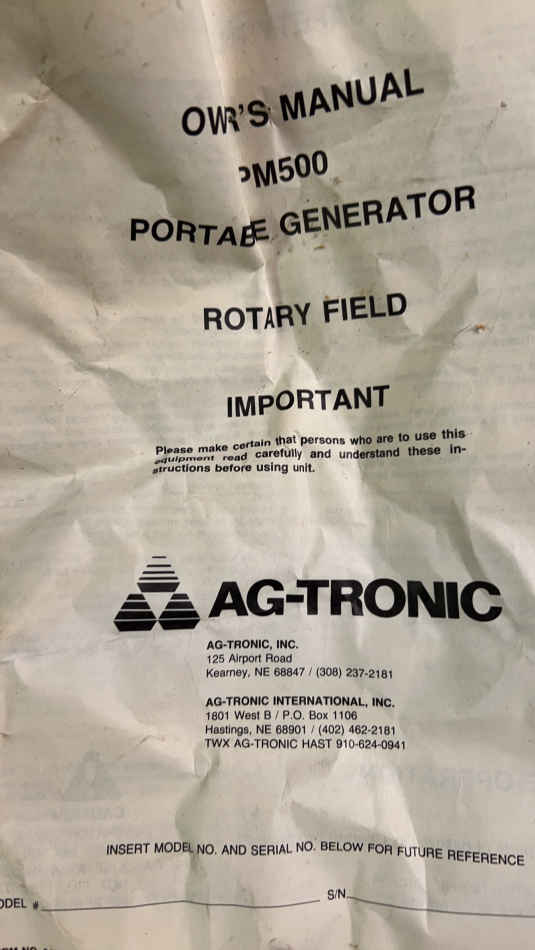 OWR'S MANUAL
PM500
PORTABE GENERATOR
ROTARY FIELD
IMPORTANT
Please make certain that persons who are to use this
equipment read carefully and understand these in-
structions before using unit.
AG-TRONIC
AG-TRONIC, INC.
125 Airport Road
Kearney, NE 68847 / (308) 237-2181
AG-TRONIC INTERNATIONAL, INC.
1801 West B / P.O. Box 1106
Hastings, NE 68901 / (402) 462-2181
TWX AG-TRONIC HAST 910-624-0941
INSERT MODEL NO. AND SERIAL NO. BELOW FOR FUTURE REFERENCE
ODEL # S/N